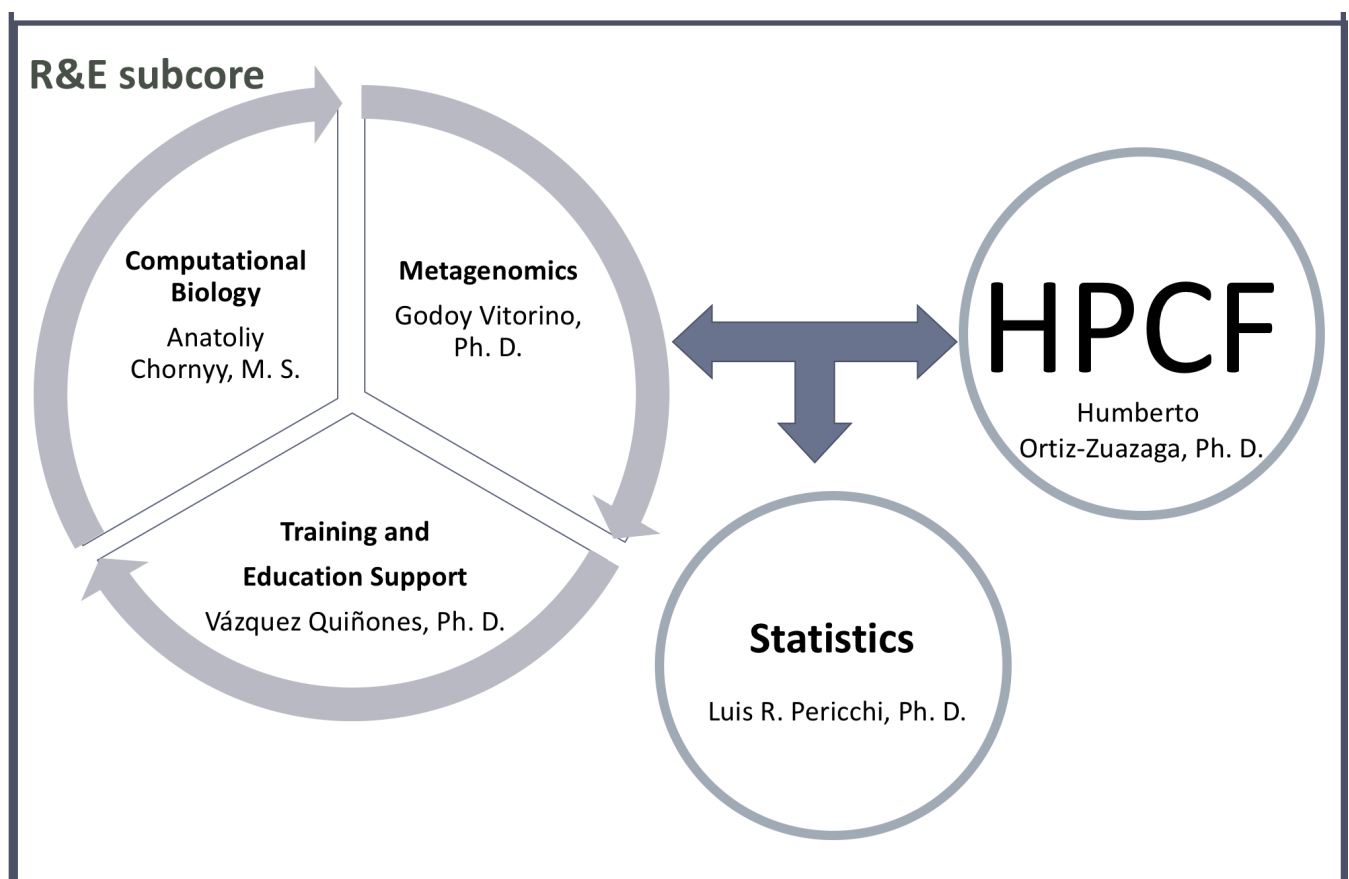 R&E subcore
Computational
Biology
Anatoliy
Chornyy, M. S.
Metagenomics
Godoy Vitorino,
Ph. D.
Training and
Education Support
Vázquez Quiñones, Ph. D.
HPCF
Humberto
Ortiz-Zuazaga, Ph. D.
Statistics
Luis R. Pericchi, Ph. D.